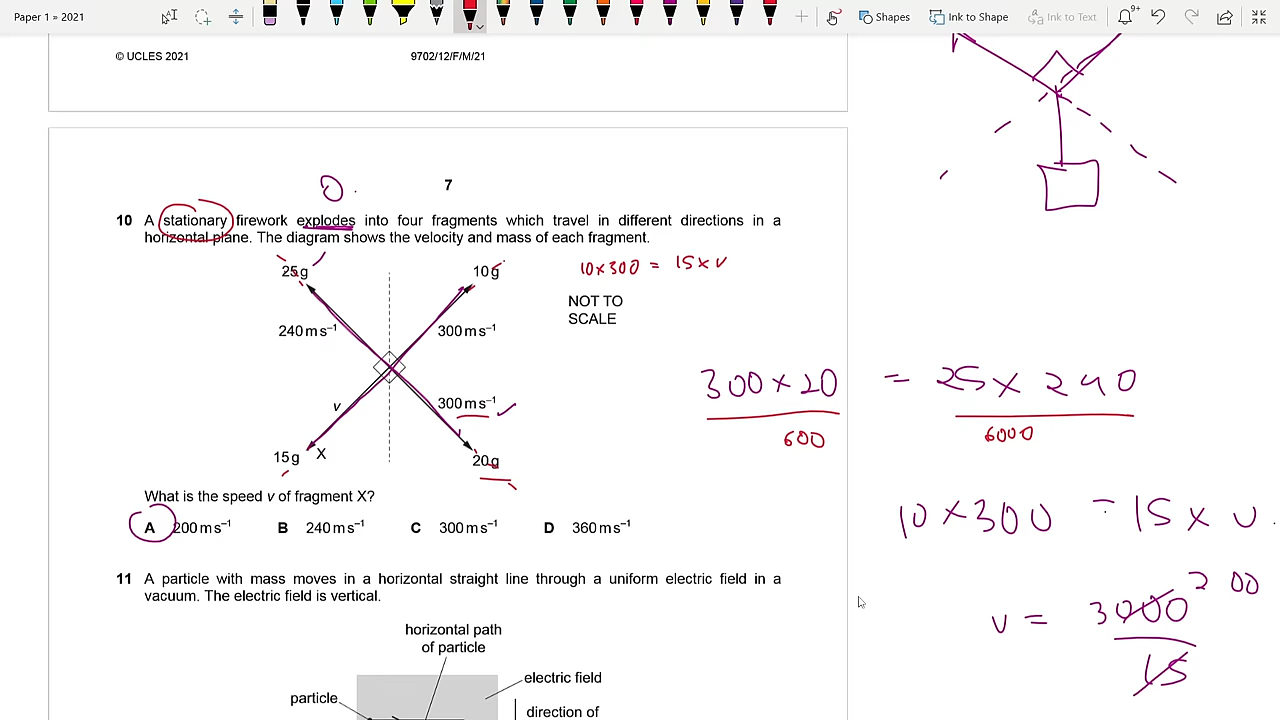 Paper 1 » 2021
Shapes
Ink to Shape
Ink to Text
9+
© UCLES 2021
9702/12/F/M/21
0
7
10 A stationary firework explodes into four fragments which travel in different directions in a
horizontal plane. The diagram shows the velocity and mass of each fragment.
25g
10g
10×300 = 15×v
NOT TO
SCALE
240 m s⁻¹
300 m s⁻¹
300×20 = 25×240
v
300 m s⁻¹
600
6000
15g
X
20g
What is the speed v of fragment X?
10×300 = 15×v.
A 200 m s⁻¹ B 240 m s⁻¹ C 300 m s⁻¹ D 360 m s⁻¹
11 A particle with mass moves in a horizontal straight line through a uniform electric field in a
vacuum. The electric field is vertical.
200
v = 3000
15
horizontal path
of particle
electric field
particle
direction of